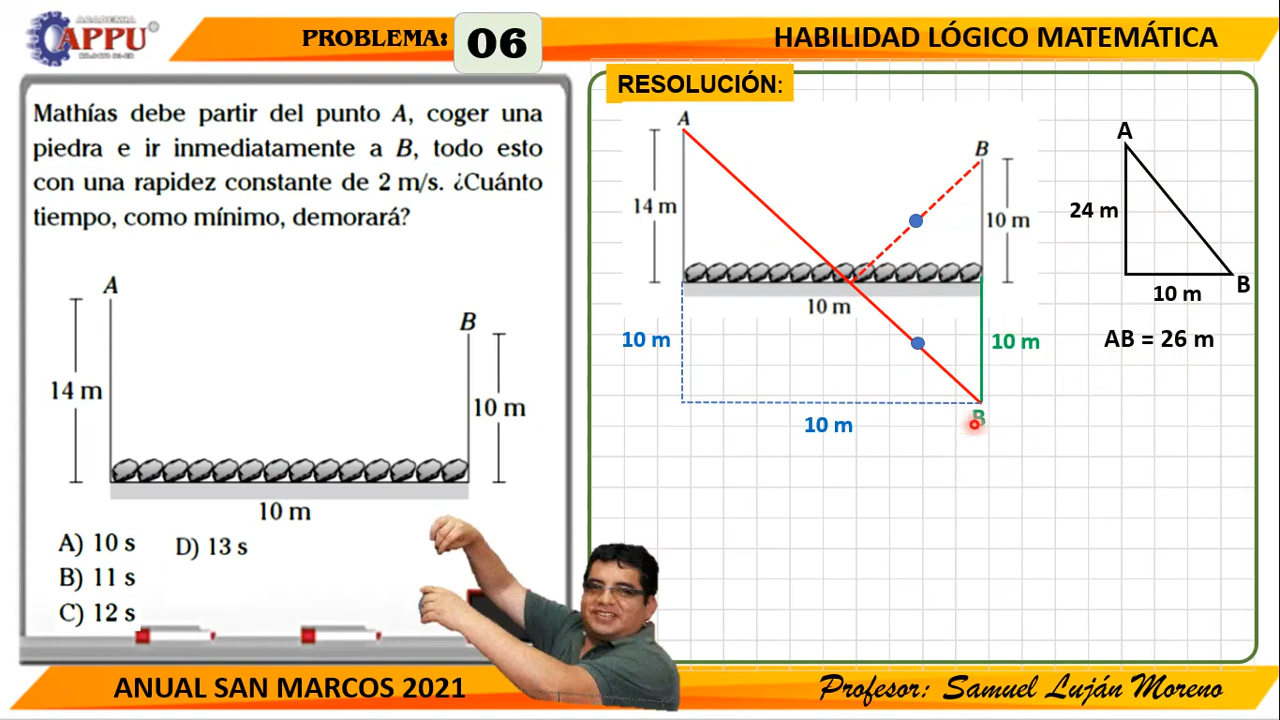 ACADEMIA
APPU
PROBLEMA:
06
HABILIDAD LÓGICO MATEMÁTICA
Mathías debe partir del punto A, coger una
piedra e ir inmediatamente a B, todo esto
con una rapidez constante de 2 m/s. ¿Cuánto
tiempo, como mínimo, demorará?
A
B
14 m
10 m
10 m
A) 10 s
D) 13 s
B) 11 s
C) 12 s
RESOLUCIÓN:
A
B
14 m
10 m
10 m
10 m
10 m
10 m
B
A
24 m
B
10 m
AB = 26 m
ANUAL SAN MARCOS 2021
Profesor: Samuel Luján Moreno